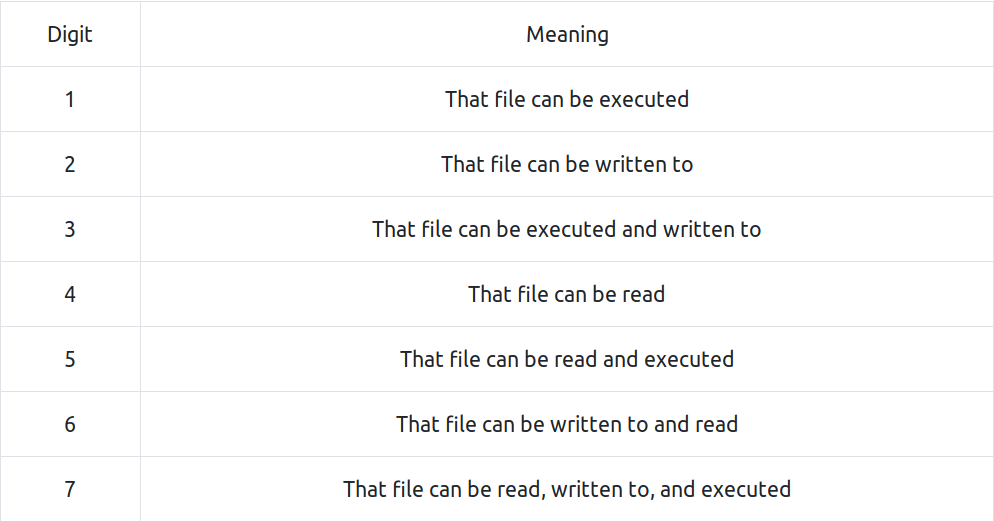 Digit Meaning
1 That file can be executed
2 That file can be written to
3 That file can be executed and written to
4 That file can be read
5 That file can be read and executed
6 That file can be written to and read
7 That file can be read, written to, and executed